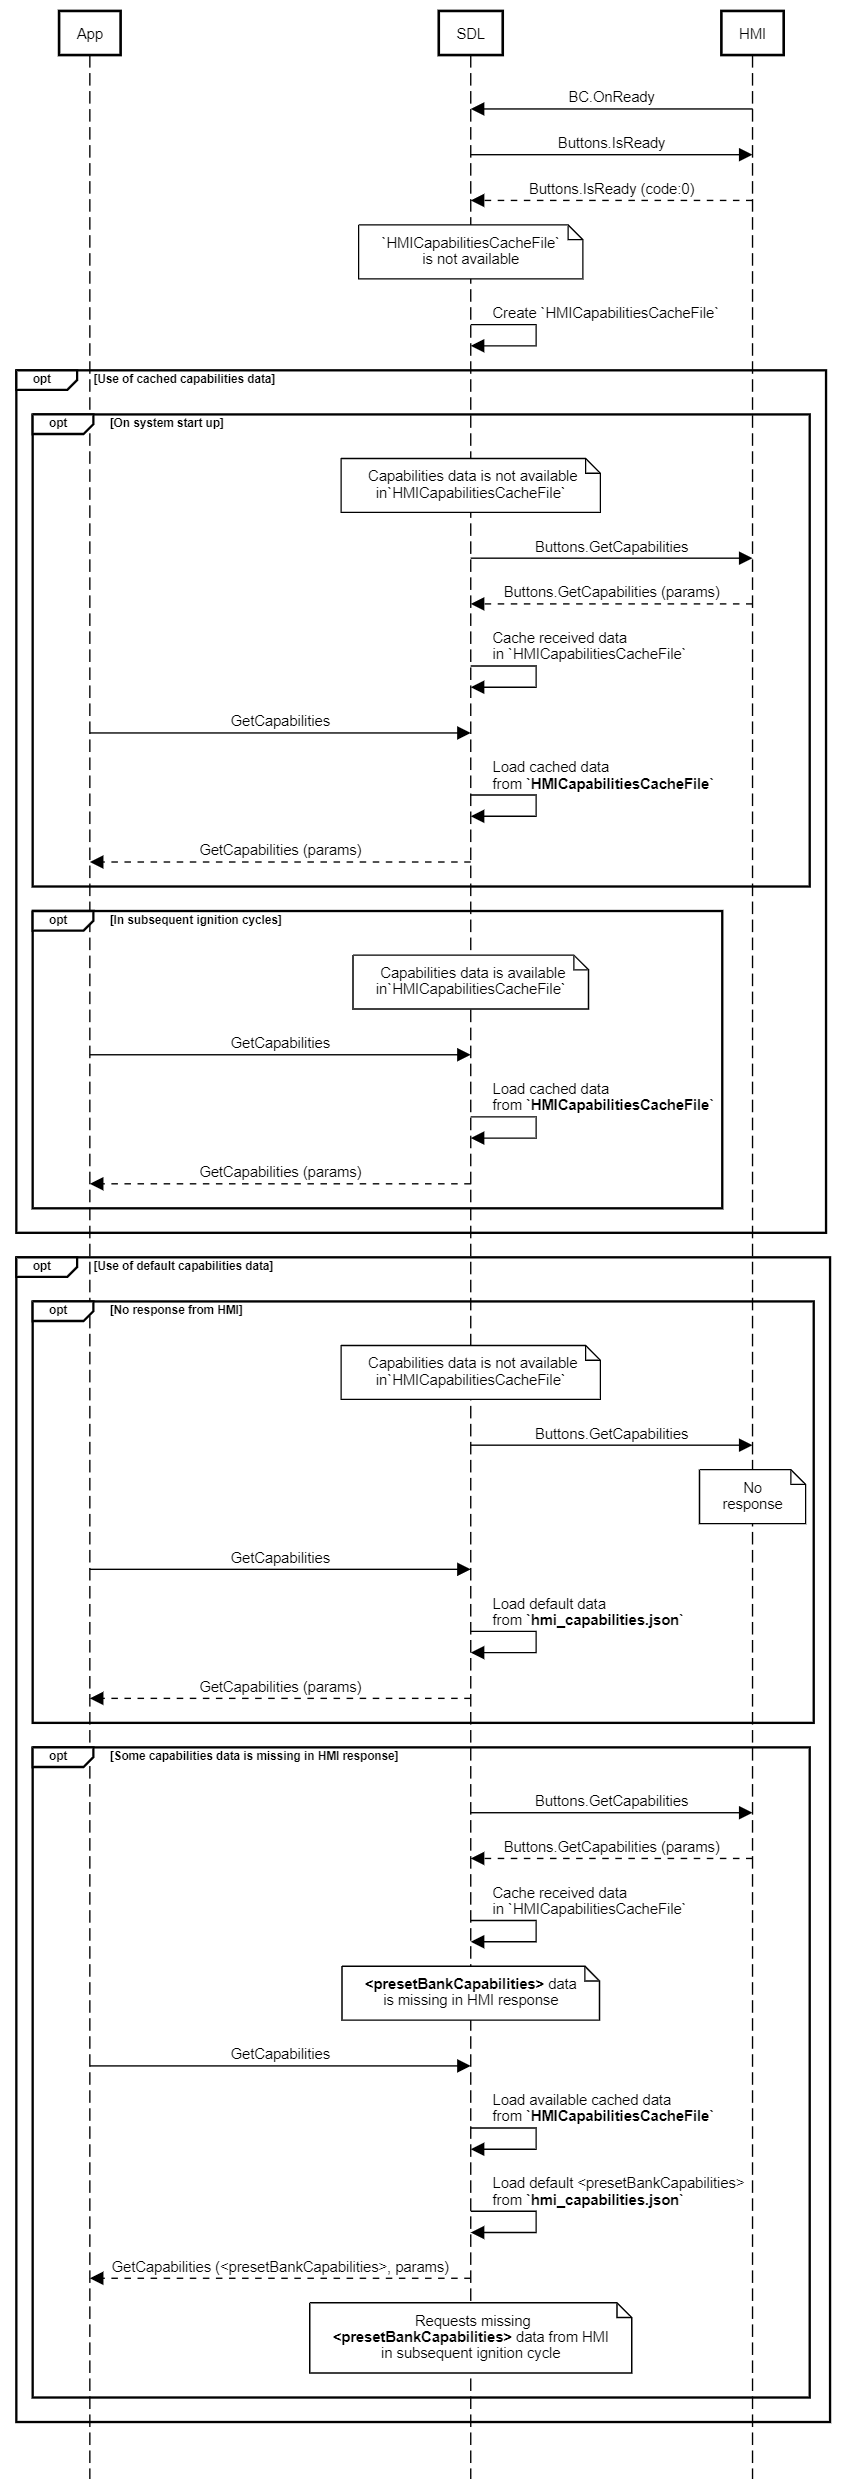 App
SDL
HMI
BC.OnReady
Buttons.IsReady
Buttons.IsReady (code:0)
`HMICapabilitiesCacheFile`
is not available
Create `HMICapabilitiesCacheFile`
opt
[Use of cached capabilities data]
opt
[On system start up]
Capabilities data is not available
in`HMICapabilitiesCacheFile`
Buttons.GetCapabilities
Buttons.GetCapabilities (params)
Cache received data
in `HMICapabilitiesCacheFile`
GetCapabilities
Load cached data
from `HMICapabilitiesCacheFile`
GetCapabilities (params)
opt
[In subsequent ignition cycles]
Capabilities data is available
in`HMICapabilitiesCacheFile`
GetCapabilities
Load cached data
from `HMICapabilitiesCacheFile`
GetCapabilities (params)
opt
[Use of default capabilities data]
opt
[No response from HMI]
Capabilities data is not available
in`HMICapabilitiesCacheFile`
Buttons.GetCapabilities
No
response
GetCapabilities
Load default data
from `hmi_capabilities.json`
GetCapabilities (params)
opt
[Some capabilities data is missing in HMI response]
Buttons.GetCapabilities
Buttons.GetCapabilities (params)
Cache received data
in `HMICapabilitiesCacheFile`
<presetBankCapabilities> data
is missing in HMI response
GetCapabilities
Load available cached data
from `HMICapabilitiesCacheFile`
Load default <presetBankCapabilities>
from `hmi_capabilities.json`
GetCapabilities (<presetBankCapabilities>, params)
Requests missing
<presetBankCapabilities> data from HMI
in subsequent ignition cycle